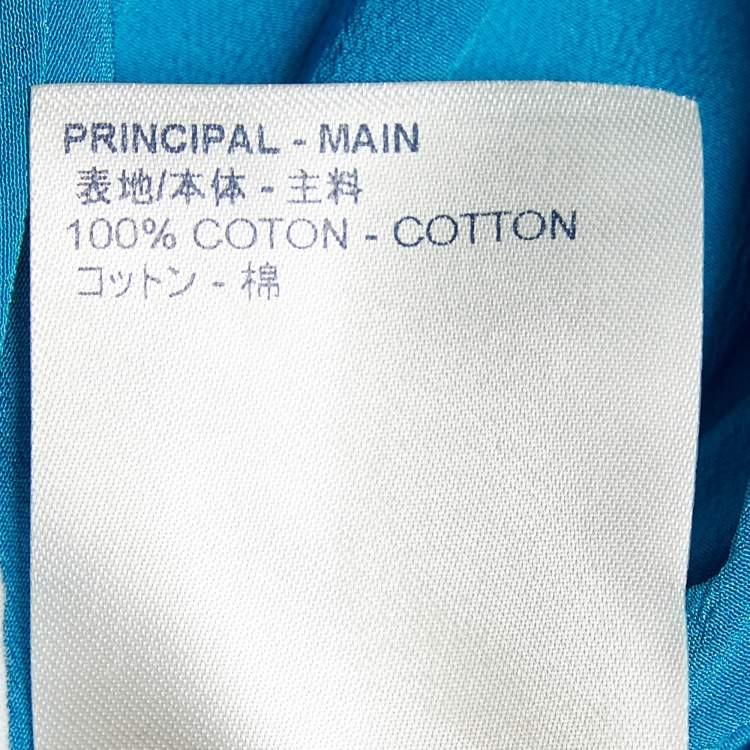 PRINCIPAL - MAIN
表地/本体 - 主料
100% COTON - COTTON
コットン - 棉